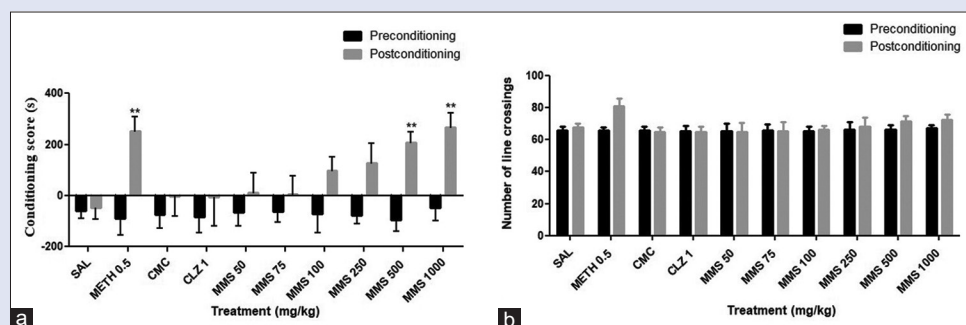 Preconditioning
Postconditioning
Conditioning score (s)
400
200
0
-200
**
**
**
SAL
METH 0.5
CMC
CLZ 1
MMS 50
MMS 75
MMS 100
MMS 250
MMS 500
MMS 1000
Treatment (mg/kg)
a
Preconditioning
Postconditioning
Number of line crossings
100
80
60
40
20
0
SAL
METH 0.5
CMC
CLZ 1
MMS 50
MMS 75
MMS 100
MMS 250
MMS 500
MMS 1000
Treatment (mg/kg)
b